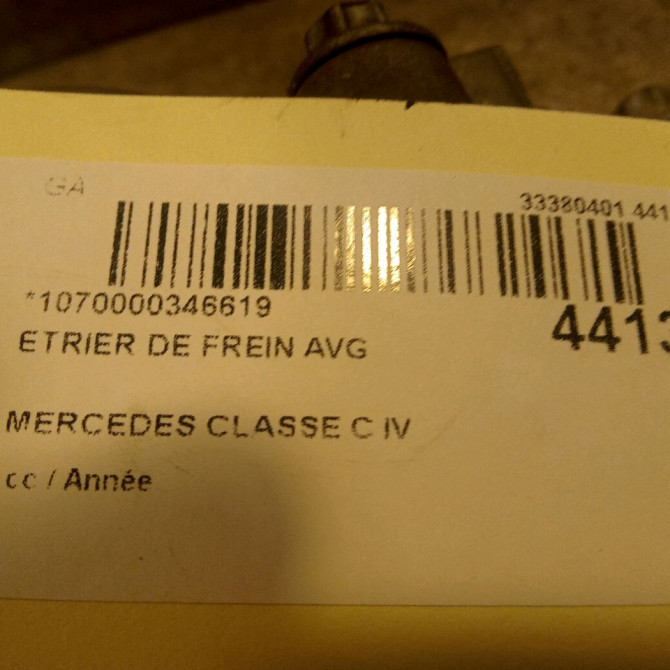 GA
33380401 441
*1070000346619
4413
ETRIER DE FREIN AVG
MERCEDES CLASSE C IV
cc / Année